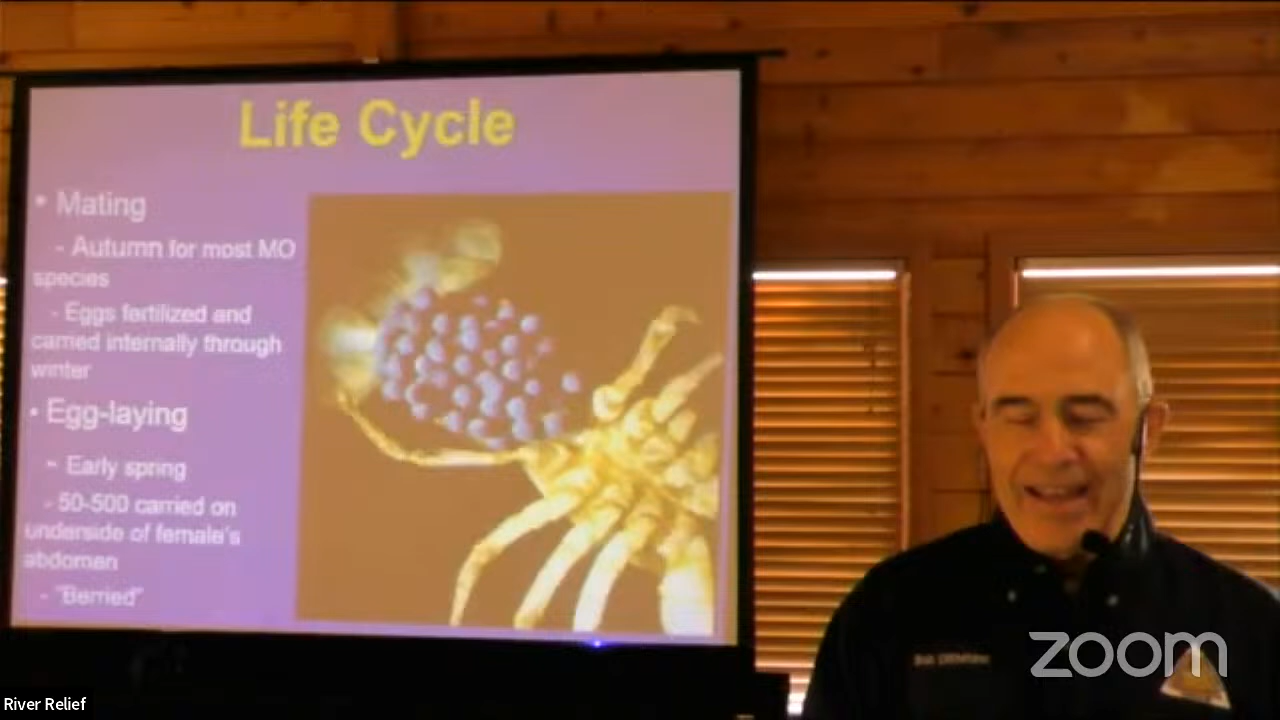 Life Cycle
• Mating
- Autumn for most MO
species
- Eggs fertilized and
carried internally through
winter
• Egg-laying
- Early spring
- 50-500 carried on
underside of female's
abdomen
- "Berried"
zoom
River Relief